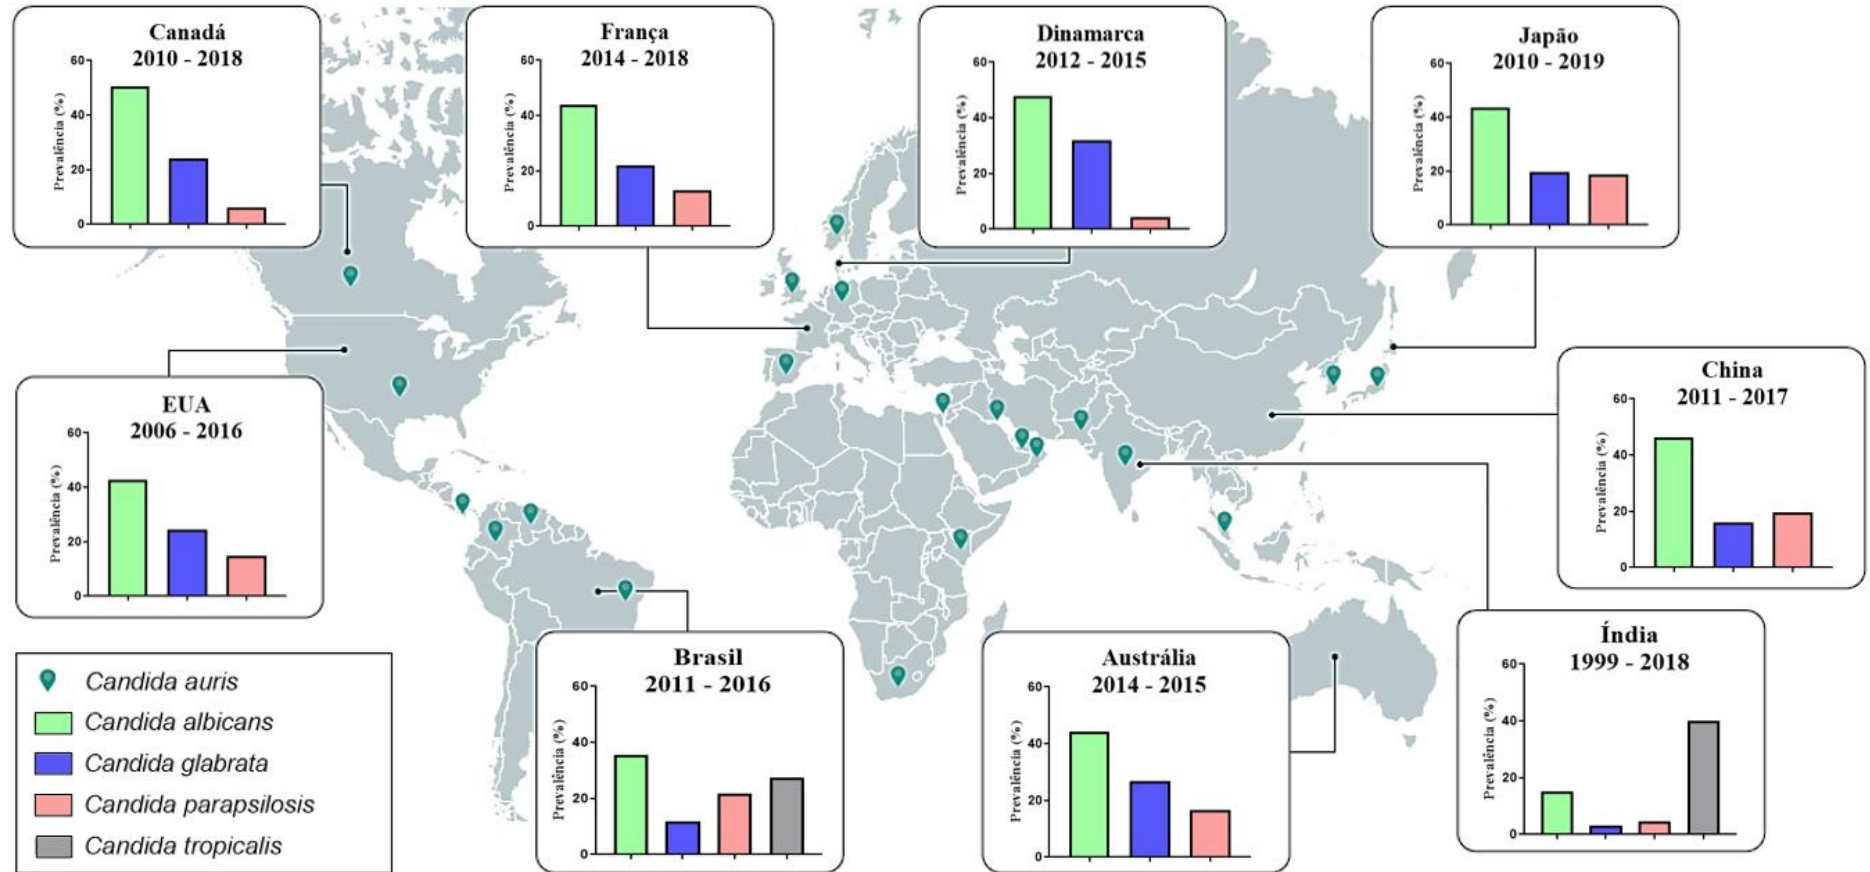 Canadá
2010 - 2018
Prevalência (%)
60
40
20
0
França
2014 - 2018
Prevalência (%)
60
40
20
0
Dinamarca
2012 - 2015
Prevalência (%)
60
40
20
0
Japão
2010 - 2019
Prevalência (%)
60
40
20
0
EUA
2006 - 2016
Prevalência (%)
60
40
20
0
China
2011 - 2017
Prevalência (%)
60
40
20
0
Brasil
2011 - 2016
Prevalência (%)
60
40
20
0
Austrália
2014 - 2015
Prevalência (%)
60
40
20
0
Índia
1999 - 2018
Prevalência (%)
60
40
20
0
Candida auris
Candida albicans
Candida glabrata
Candida parapsilosis
Candida tropicalis